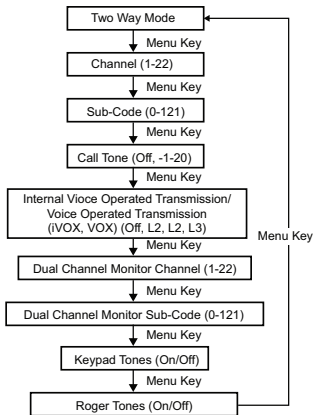 Two Way Mode
Menu Key
Channel (1-22)
Menu Key
Sub-Code (0-121)
Menu Key
Call Tone (Off, -1-20)
Menu Key
Internal Vioce Operated Transmission/
Voice Operated Transmission
(iVOX, VOX) (Off, L2, L2, L3)
Menu Key
Menu Key
Dual Channel Monitor Channel (1-22)
Menu Key
Dual Channel Monitor Sub-Code (0-121)
Menu Key
Keypad Tones (On/Off)
Menu Key
Roger Tones (On/Off)